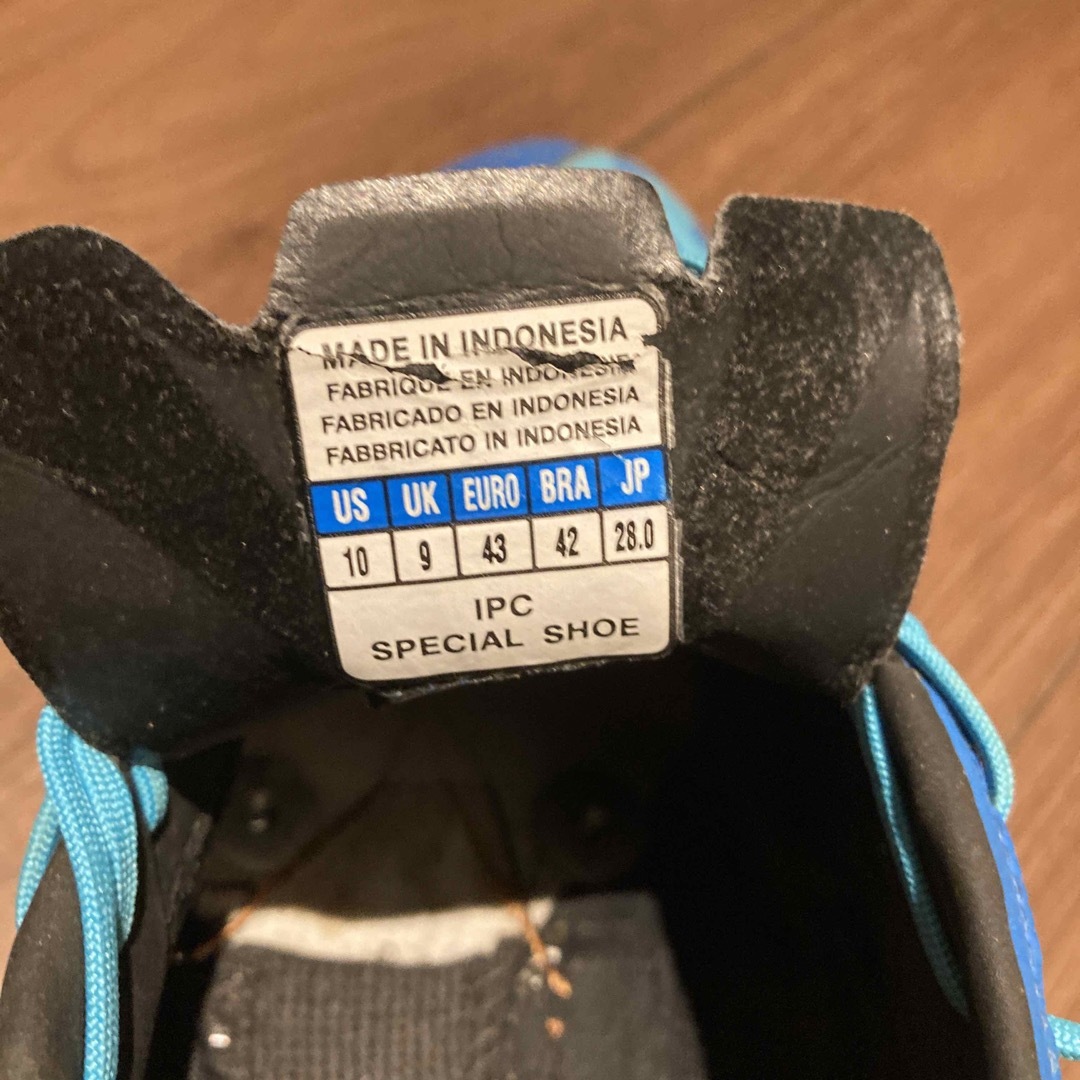 MADE IN INDONESIA
FABRIQUE EN INDONESIE
FABRICADO EN INDONESIA
FABBRICATO IN INDONESIA
US UK EURO BRA JP
10 9 43 42 28.0
IPC
SPECIAL SHOE